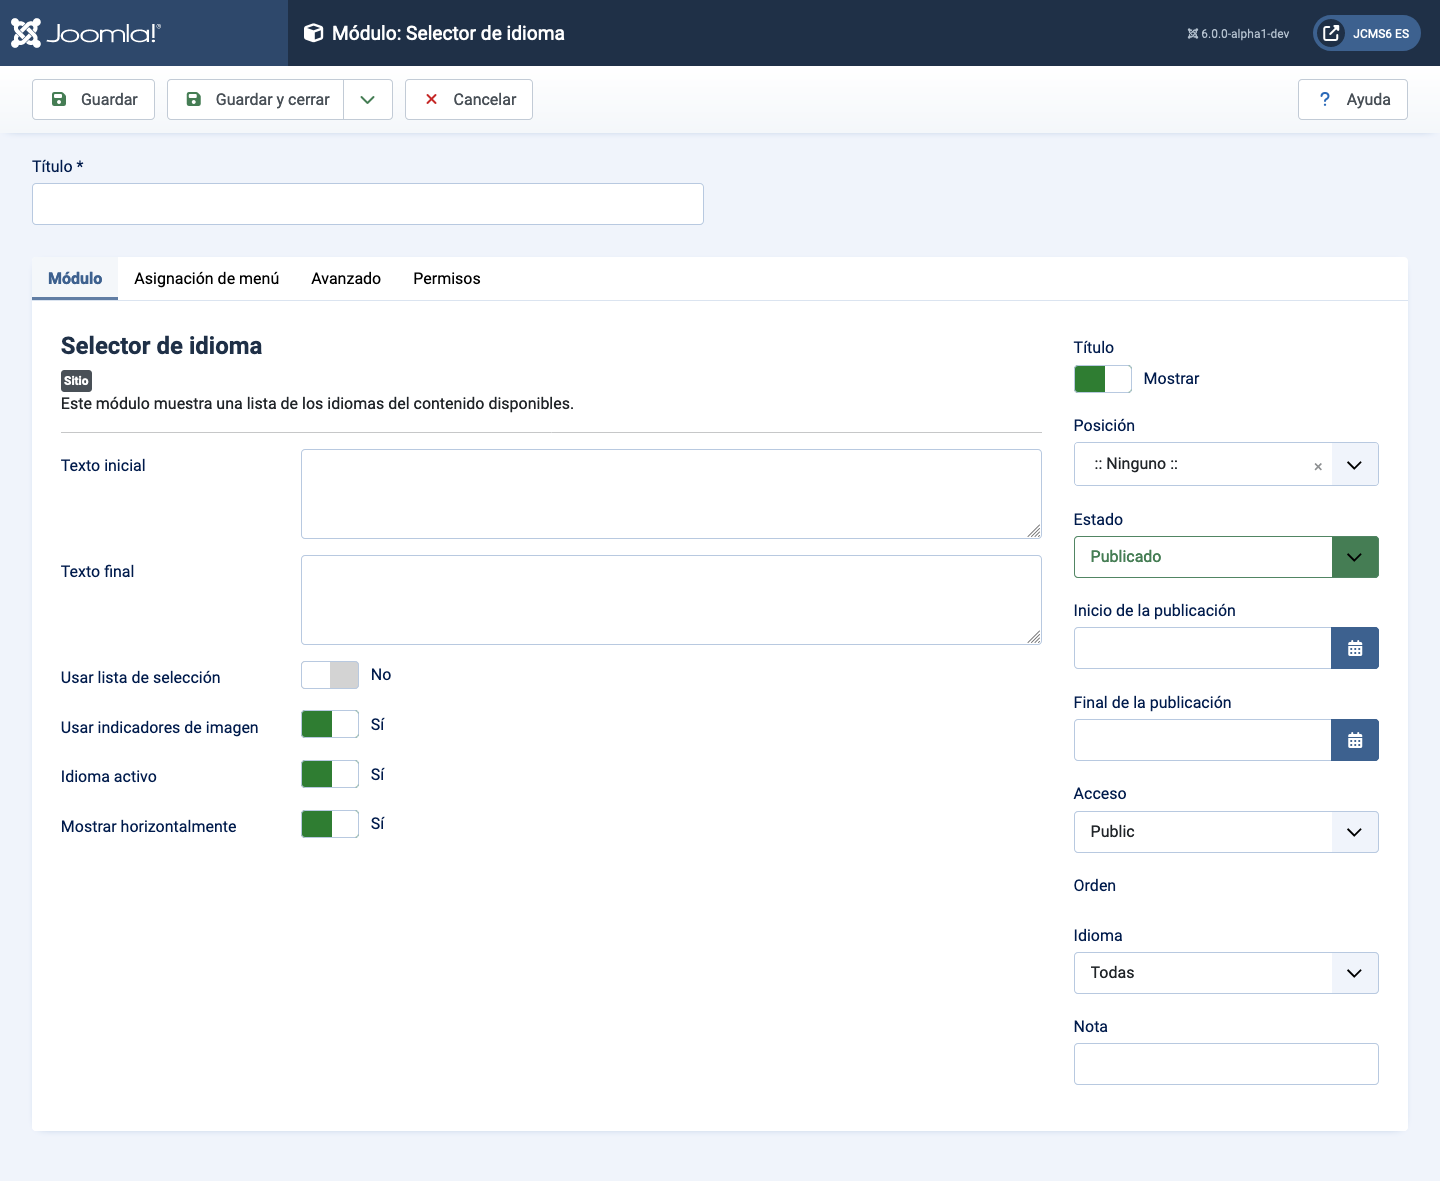 Joomla!®
Módulo: Selector de idioma
6.0.0-alpha1-dev
JCMS6 ES
Guardar
Guardar y cerrar
Cancelar
? Ayuda
Título *
Módulo
Asignación de menú
Avanzado
Permisos
Selector de idioma
Sitio
Este módulo muestra una lista de los idiomas del contenido disponibles.
Texto inicial
Texto final
Usar lista de selección
No
Usar indicadores de imagen
Sí
Idioma activo
Sí
Mostrar horizontalmente
Sí
Título
Mostrar
Posición
:: Ninguno ::
×
Estado
Publicado
Inicio de la publicación
Final de la publicación
Acceso
Public
Orden
Idioma
Todas
Nota